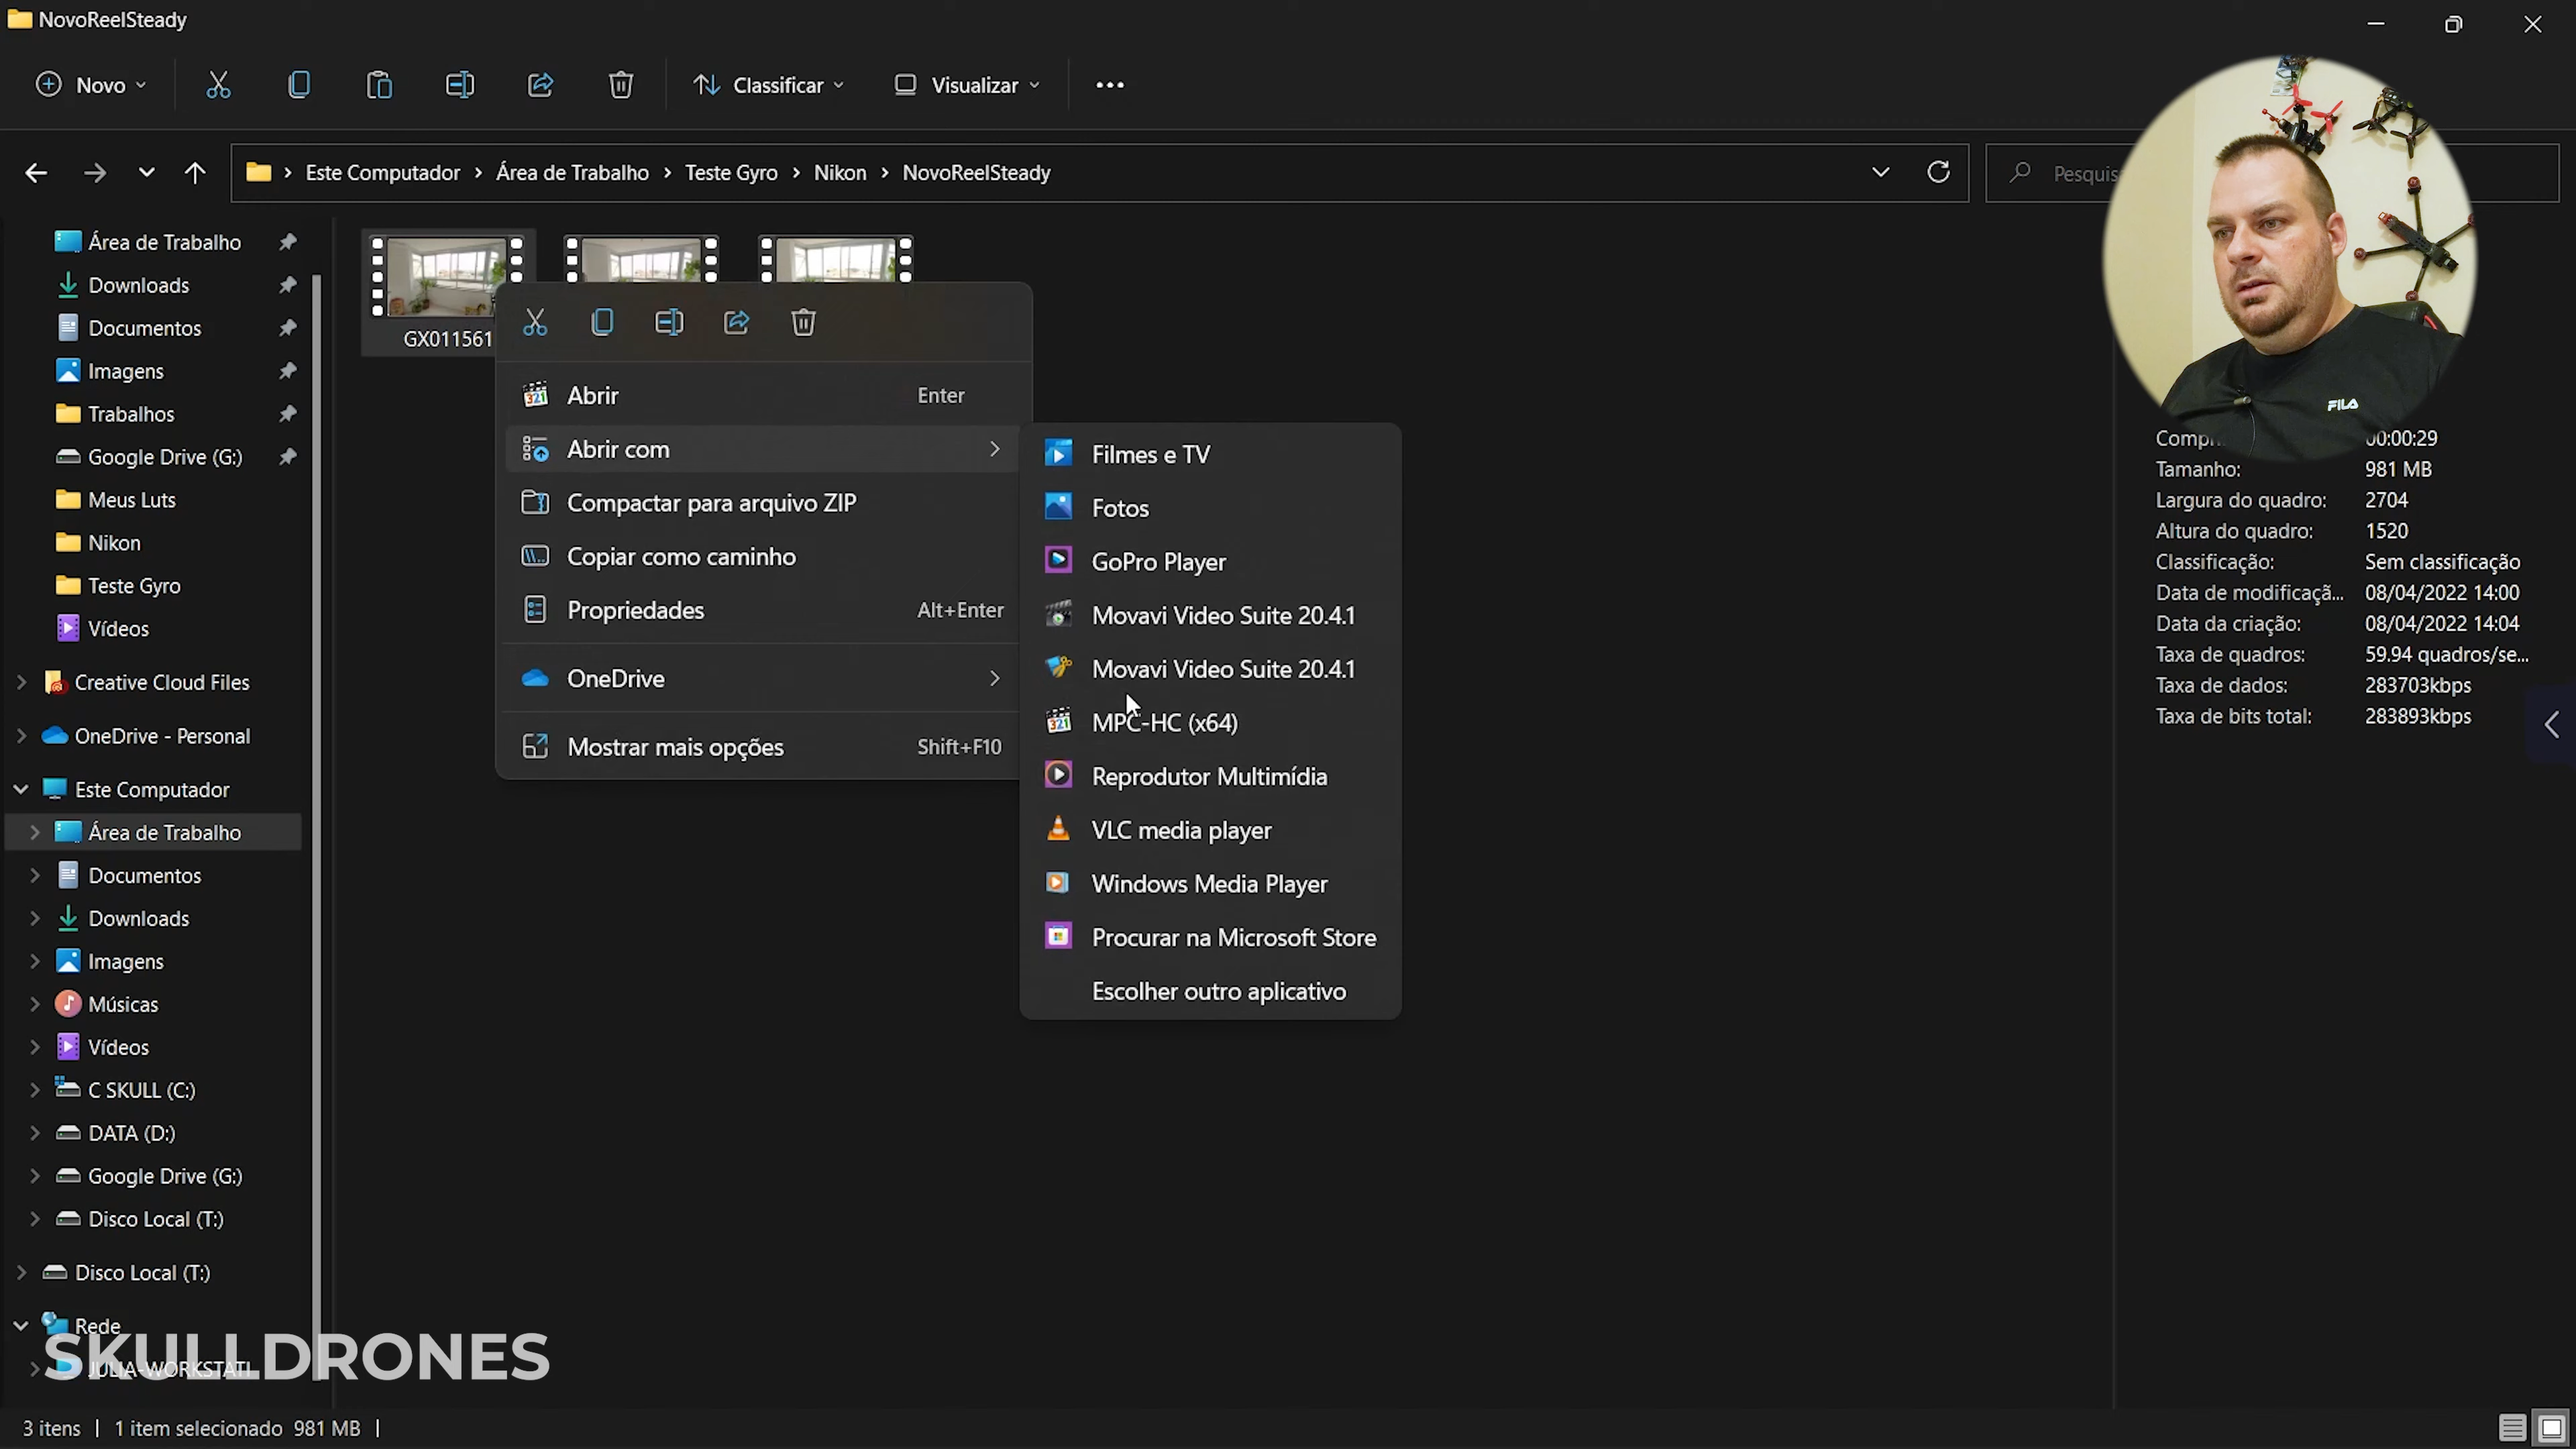 NovoReelSteady
Novo
Classificar
Visualizar
Este Computador
Área de Trabalho
Teste Gyro
Nikon
NovoReelSteady
Área de Trabalho
Downloads
Documentos
Imagens
Trabalhos
Google Drive (G:)
Meus Luts
Nikon
Teste Gyro
Vídeos
Creative Cloud Files
OneDrive - Personal
Este Computador
Área de Trabalho
Documentos
Downloads
Imagens
Músicas
Vídeos
C SKULL (C:)
DATA (D:)
Google Drive (G:)
Disco Local (T:)
Disco Local (T:)
Rede
SKULLDRONES
GX011561
Abrir Enter
Abrir com
Compactar para arquivo ZIP
Copiar como caminho
Propriedades Alt+Enter
OneDrive
Mostrar mais opções Shift+F10
Filmes e TV
Fotos
GoPro Player
Movavi Video Suite 20.4.1
Movavi Video Suite 20.4.1
MPC-HC (x64)
Reprodutor Multimídia
VLC media player
Windows Media Player
Procurar na Microsoft Store
Escolher outro aplicativo
FILA
00:00:29
Tamanho: 981 MB
Largura do quadro: 2704
Altura do quadro: 1520
Classificação: Sem classificação
Data de modificaçã... 08/04/2022 14:00
Data da criação: 08/04/2022 14:04
Taxa de quadros: 59.94 quadros/se...
Taxa de dados: 283703kbps
Taxa de bits total: 283893kbps
3 itens
1 item selecionado 981 MB